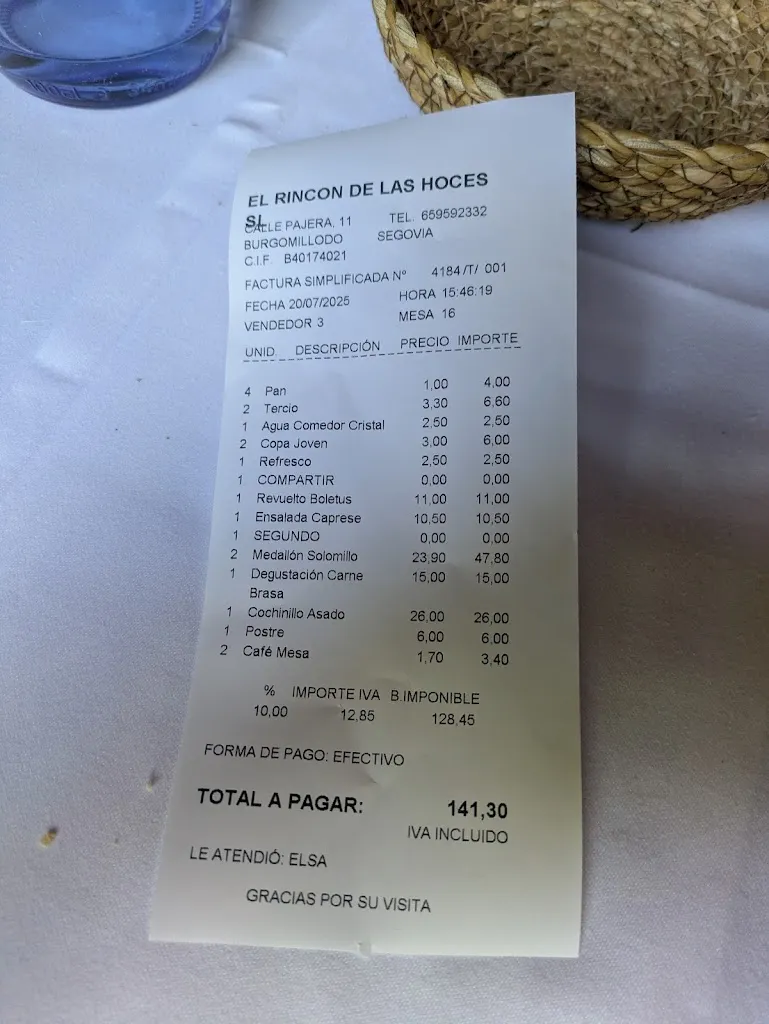 EL RINCON DE LAS HOCES
SL
CALLE PAJERA, 11 TEL. 659592332
BURGOMILLODO SEGOVIA
C.I.F. B40174021
FACTURA SIMPLIFICADA Nº 4184 /T/ 001
FECHA 20/07/2025 HORA 15:46:19
VENDEDOR 3 MESA 16
UNID. DESCRIPCIÓN PRECIO IMPORTE
4 Pan 1,00 4,00
2 Tercio 3,30 6,60
1 Agua Comedor Cristal 2,50 2,50
2 Copa Joven 3,00 6,00
1 Refresco 2,50 2,50
1 COMPARTIR 0,00 0,00
1 Revuelto Boletus 11,00 11,00
1 Ensalada Caprese 10,50 10,50
1 SEGUNDO 0,00 0,00
2 Medallón Solomillo 23,90 47,80
1 Degustación Carne 15,00 15,00
Brasa
1 Cochinillo Asado 26,00 26,00
1 Postre 6,00 6,00
2 Café Mesa 1,70 3,40
% IMPORTE IVA B.IMPONIBLE
10,00 12,85 128,45
FORMA DE PAGO: EFECTIVO
TOTAL A PAGAR: 141,30
IVA INCLUIDO
LE ATENDIÓ: ELSA
GRACIAS POR SU VISITA